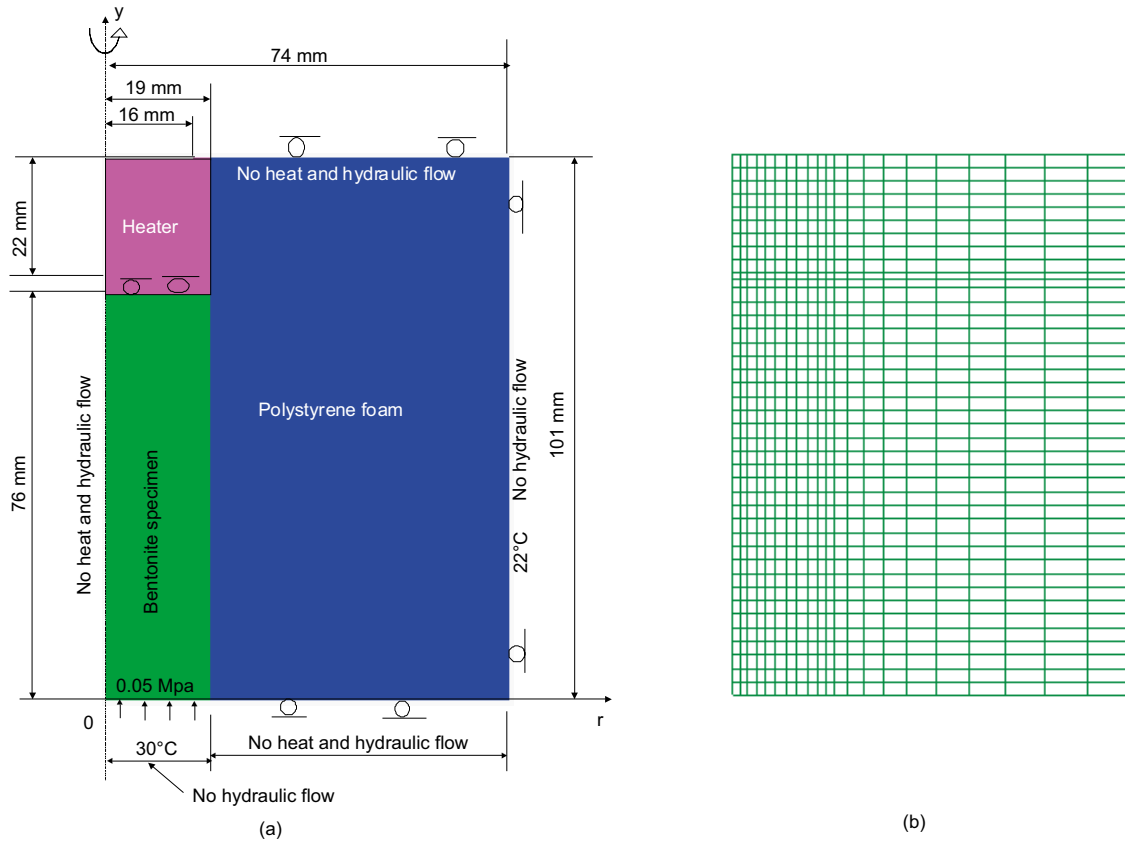 y
74 mm
19 mm
16 mm
No heat and hydraulic flow
Heater
22 mm
76 mm
No heat and hydraulic flow
Bentonite specimen
Polystyrene foam
22°C No hydraulic flow
101 mm
0.05 Mpa
0
r
30°C
No heat and hydraulic flow
No hydraulic flow
(a)
(b)